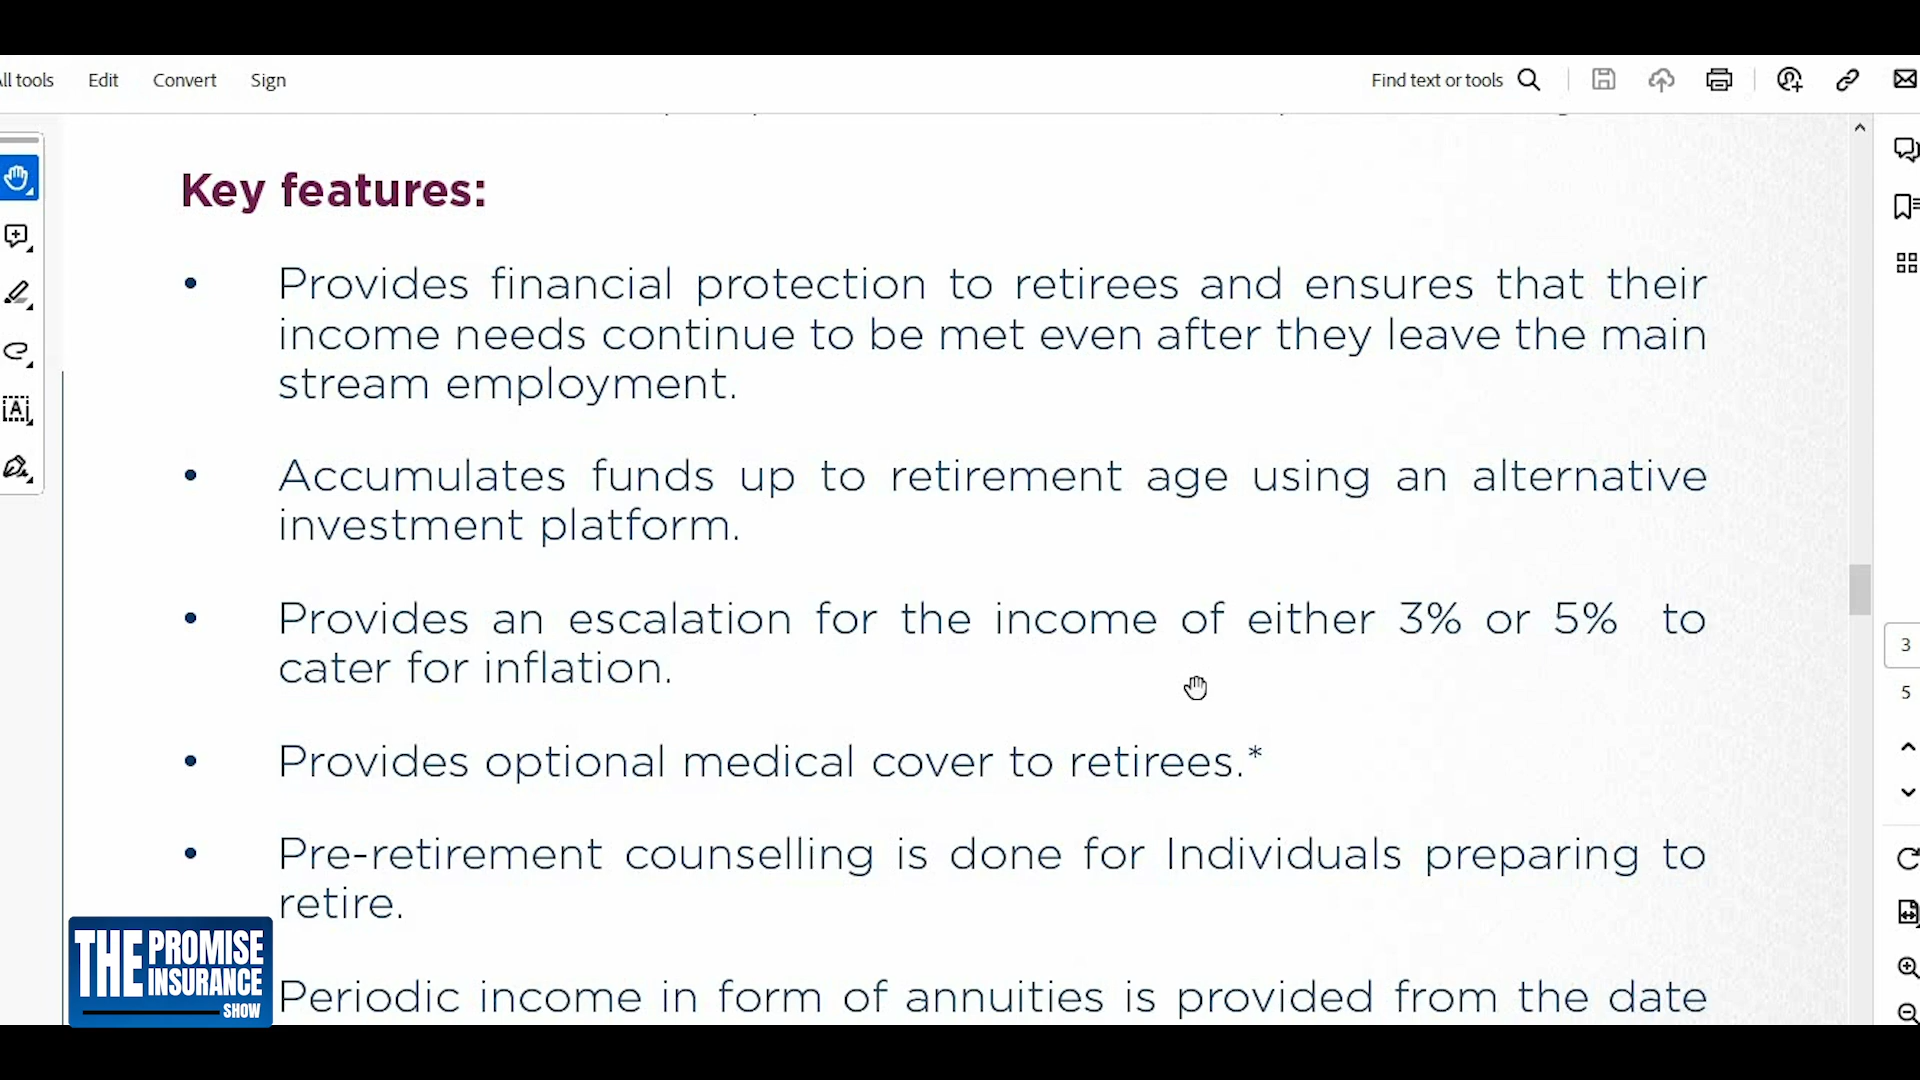 ll tools Edit Convert Sign Find text or tools
Key features:
• Provides financial protection to retirees and ensures that their
income needs continue to be met even after they leave the main
stream employment.
• Accumulates funds up to retirement age using an alternative
investment platform.
• Provides an escalation for the income of either 3% or 5% to
cater for inflation.
• Provides optional medical cover to retirees.*
• Pre-retirement counselling is done for Individuals preparing to
retire.
Periodic income in form of annuities is provided from the date
3
5
THE PROMISE
INSURANCE
SHOW